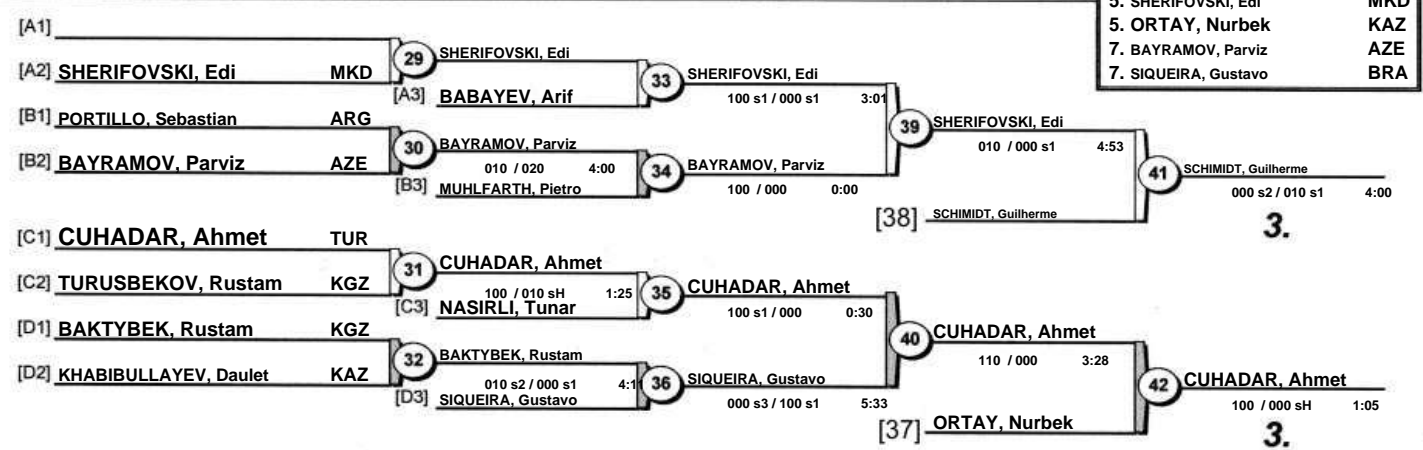 5. SHERIFOVSKI, Edi MKD
5. ORTAY, Nurbek KAZ
7. BAYRAMOV, Parviz AZE
7. SIQUEIRA, Gustavo BRA
[A1]
29 SHERIFOVSKI, Edi
[A2] SHERIFOVSKI, Edi MKD
33 SHERIFOVSKI, Edi
[A3] BABAYEV, Arif
100 s1 / 000 s1 3:01
[B1] PORTILLO, Sebastian ARG
39 SHERIFOVSKI, Edi
30 BAYRAMOV, Parviz
010 / 000 s1 4:53
[B2] BAYRAMOV, Parviz AZE
010 / 020 4:00
34 BAYRAMOV, Parviz
41 SCHIMIDT, Guilherme
[B3] MUHLFARTH, Pietro
100 / 000 0:00
000 s2 / 010 s1 4:00
[38] SCHIMIDT, Guilherme
3.
[C1] CUHADAR, Ahmet TUR
31 CUHADAR, Ahmet
[C2] TURUSBEKOV, Rustam KGZ
100 / 010 sH 1:25
35 CUHADAR, Ahmet
[C3] NASIRLI, Tunar
100 s1 / 000 0:30
[D1] BAKTYBEK, Rustam KGZ
40 CUHADAR, Ahmet
32 BAKTYBEK, Rustam
110 / 000 3:28
[D2] KHABIBULLAYEV, Daulet KAZ
010 s2 / 000 s1 4:11
36 SIQUEIRA, Gustavo
42 CUHADAR, Ahmet
[D3] SIQUEIRA, Gustavo
000 s3 / 100 s1 5:33
100 / 000 sH 1:05
[37] ORTAY, Nurbek
3.